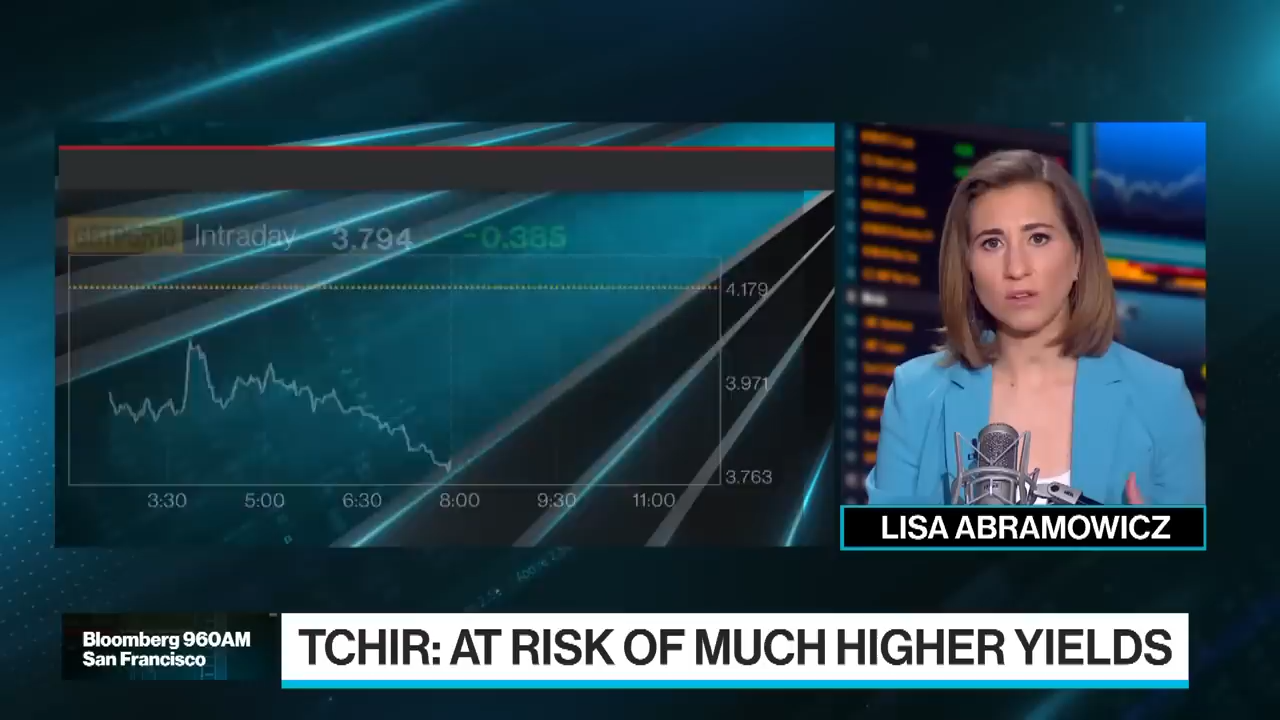 Intraday 3.794 -0.385
4.179
3.971
3.763
3:30 5:00 6:30 8:00 9:30 11:00
LISA ABRAMOWICZ
Bloomberg 960AM
San Francisco
TCHIR: AT RISK OF MUCH HIGHER YIELDS